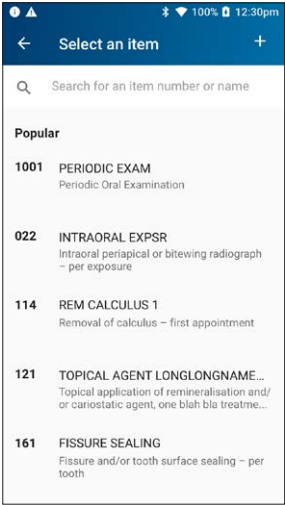 100% 12:30pm
Select an item
Search for an item number or name
Popular
1001 PERIODIC EXAM
Periodic Oral Examination
022 INTRAORAL EXPSR
Intraoral periapical or bitewing radiograph
– per exposure
114 REM CALCULUS 1
Removal of calculus – first appointment
121 TOPICAL AGENT LONGLONGNAME...
Topical application of remineralisation and/
or cariostatic agent, one blah bla treatme...
161 FISSURE SEALING
Fissure and/or tooth surface sealing – per
tooth